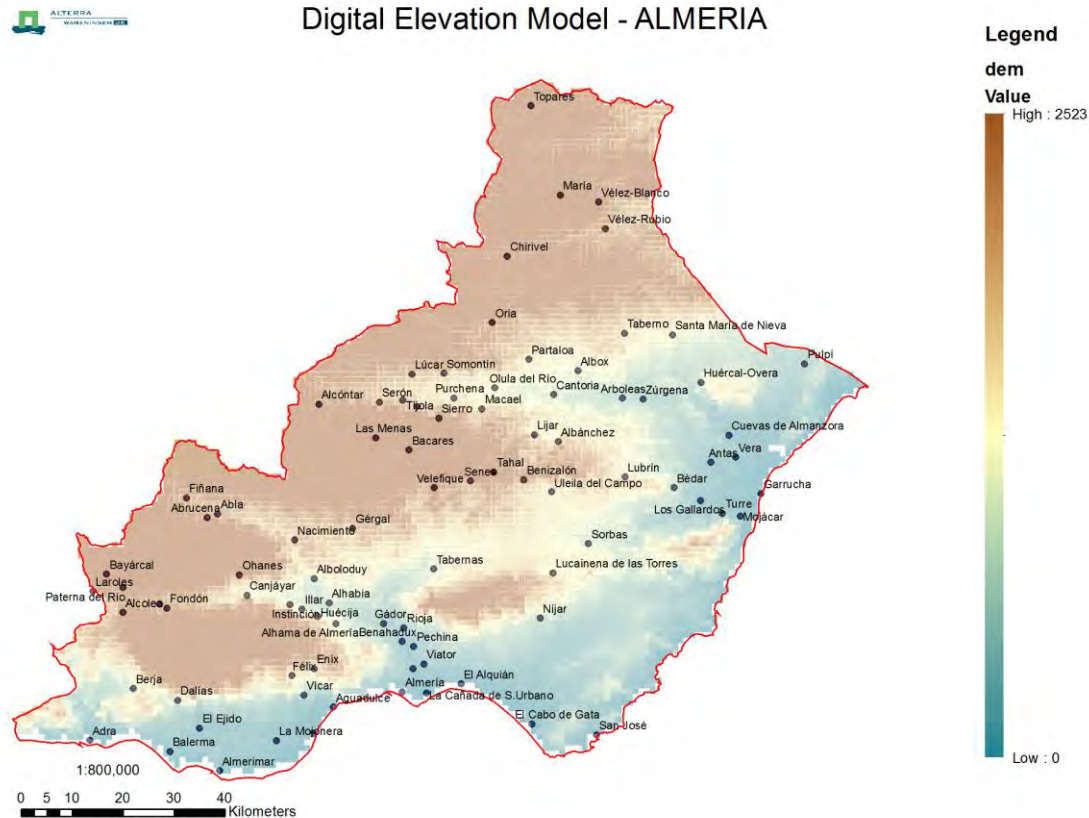 ALTERRA
WAGENINGEN UR
Digital Elevation Model - ALMERIA
Legend
dem
Value
High : 2523
Low : 0
Topares
María
Vélez-Blanco
Vélez-Rubio
Chirivel
Oria
Taberno
Santa María de Nieva
Partaloa
Pulpí
Lúcar
Somontin
Albox
Huércal-Overa
Olula del Río
Purchena
Cantoria
Arboleas
Zúrgena
Alcóntar
Serón
Tíjola
Macael
Sierro
Las Menas
Líjar
Albánchez
Cuevas de Almanzora
Bacares
Vera
Antas
Tahal
Senes
Velefique
Benizalón
Lubrín
Uleila del Campo
Bédar
Garrucha
Fiñana
Abla
Abrucena
Los Gallardos
Turre
Mojácar
Gérgal
Nacimiento
Sorbas
Bayárcal
Ohanes
Alboloduy
Tabernas
Lucainena de las Torres
Laroles
Paterna del Río
Canjáyar
Alhabia
Alcolea
Fondón
Illar
Instinción
Huécija
Gádor
Rioja
Níjar
Alhama de Almería
Benahadux
Pechina
Félix
Enix
Viator
Berja
Dalías
Vícar
Aguadulce
Almería
El Alquián
La Cañada de S.Urbano
El Ejido
La Mojonera
El Cabo de Gata
San José
Adra
Balerma
Almerimar
1:800,000
0 5 10 20 30 40
Kilometers